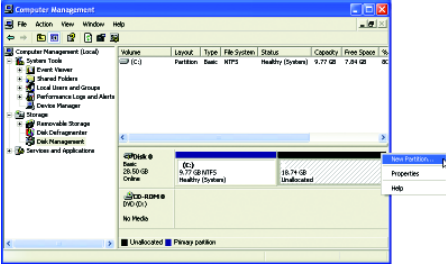 Computer Management
File Action View Window Help
Computer Management (Local)
System Tools
Event Viewer
Shared Folders
Local Users and Groups
Performance Logs and Alerts
Device Manager
Storage
Removable Storage
Disk Defragmenter
Disk Management
Services and Applications
Volume Layout Type File System Status Capacity Free Space %
(C:) Partition Basic NTFS Healthy (System) 9.77 GB 7.84 GB 80
Disk 0
Basic
28.50 GB
Online
(C:)
9.77 GB NTFS
Healthy (System)
18.74 GB
Unallocated
CD-ROM 0
DVD (D:)
No Media
Unallocated Primary partition
New Partition...
Properties
Help